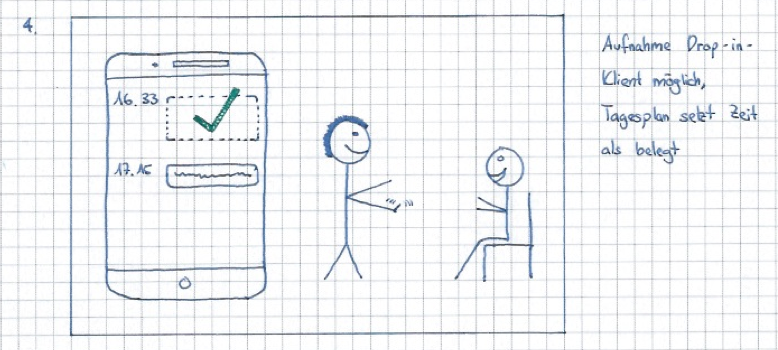 4.
16.33
17.15
Aufnahme Drop-in-
Klient möglich,
Tagesplan setzt Zeit
als belegt